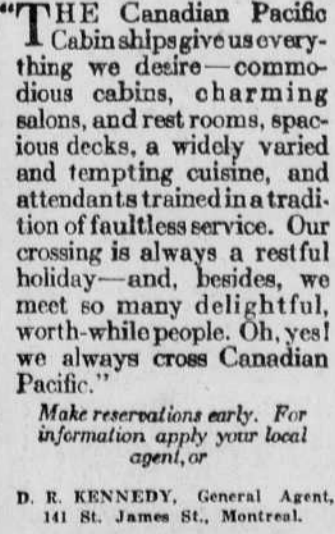 "THE Canadian Pacific
Cabin ships give us every-
thing we desire—commo-
dious cabins, charming
salons, and rest rooms, spac-
ious decks, a widely varied
and tempting cuisine, and
attendants trained in a tradi-
tion of faultless service. Our
crossing is always a restful
holiday—and, besides, we
meet so many delightful,
worth-while people. Oh, yes!
we always cross Canadian
Pacific."
Make reservations early. For
information apply your local
agent, or
D. R. KENNEDY, General Agent,
141 St. James St., Montreal.